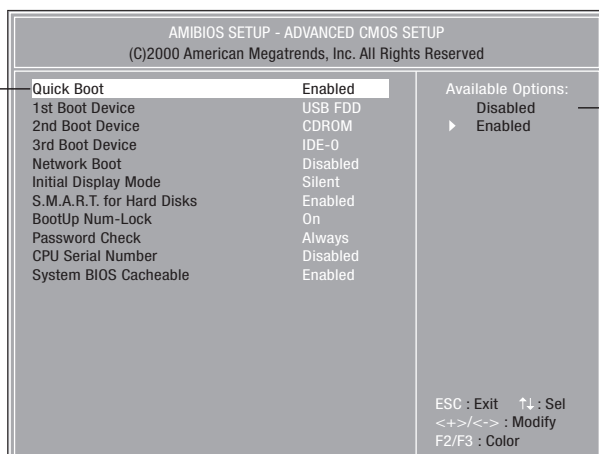 AMIBIOS SETUP - ADVANCED CMOS SETUP
(C)2000 American Megatrends, Inc. All Rights Reserved
Quick Boot Enabled
1st Boot Device USB FDD
2nd Boot Device CDROM
3rd Boot Device IDE-0
Network Boot Disabled
Initial Display Mode Silent
S.M.A.R.T. for Hard Disks Enabled
BootUp Num-Lock On
Password Check Always
CPU Serial Number Disabled
System BIOS Cacheable Enabled
Available Options:
Disabled
▶ Enabled
ESC : Exit ↑↓ : Sel
<+>/<-> : Modify
F2/F3 : Color